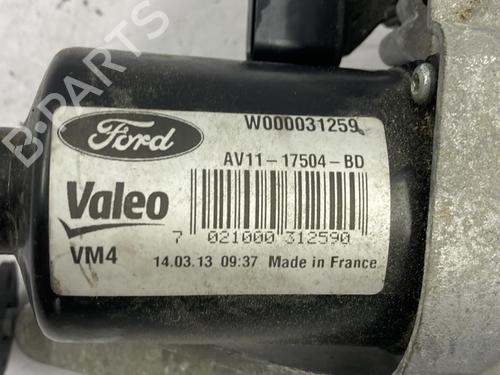 B-PARTS
Ford
W000031259
AV11-17504-BD
Valeo
7 021000 312590
VM4
14.03.13 09:37 Made in France